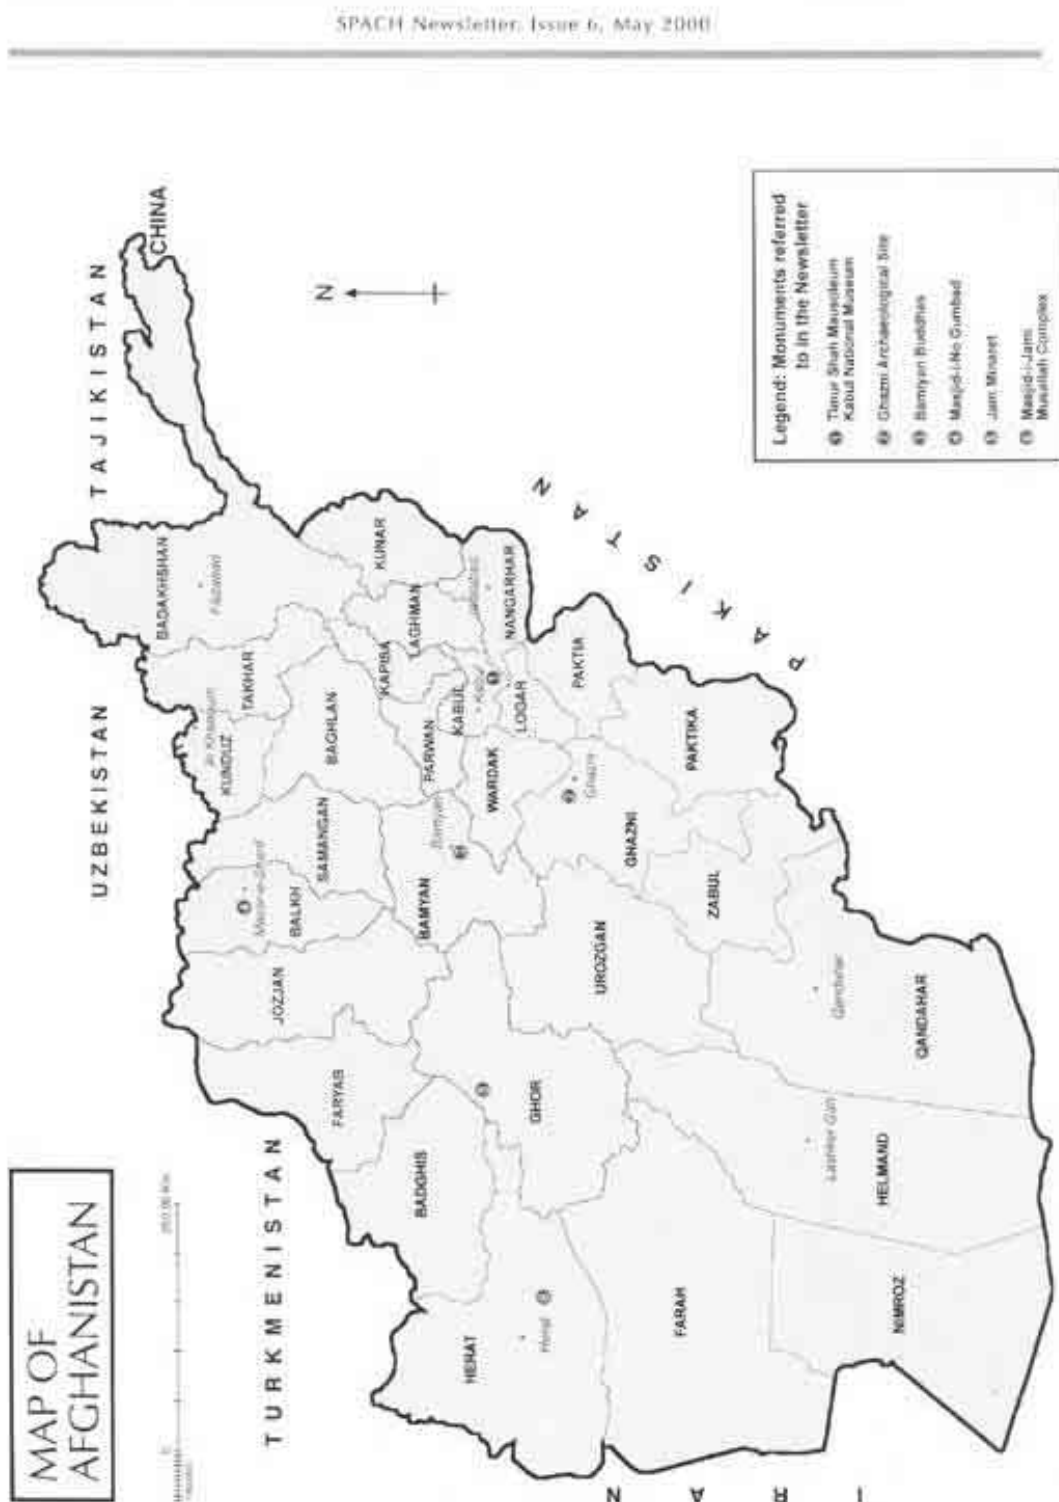 SPACH Newsletter, Issue 6, May 2000
MAP OF
AFGHANISTAN
TURKMENISTAN
UZBEKISTAN
TAJIKISTAN
CHINA
PAKISTAN
IRAN
N
BADAKHSHAN
TAKHAR
KUNDUZ
BAGHLAN
SAMANGAN
BALKH
JOZJAN
FARYAB
BADGHIS
HERAT
Herat
GHOR
BAMYAN
Bamyan
PARWAN
KAPISA
LAGHMAN
KUNAR
KABUL
NANGARHAR
LOGAR
WARDAK
PAKTIA
PAKTIKA
GHAZNI
Ghazni
ZABUL
UROZGAN
QANDAHAR
Qandahar
HELMAND
FARAH
NIMROZ
Legend: Monuments referred
to in the Newsletter
Timur Shah Mausoleum
Kabul National Museum
Ghazni Archaeological Site
Bamiyan Buddhas
Masjid-i-No Gumbad
Jam Minaret
Masjid-i-Jami
Musallah Complex